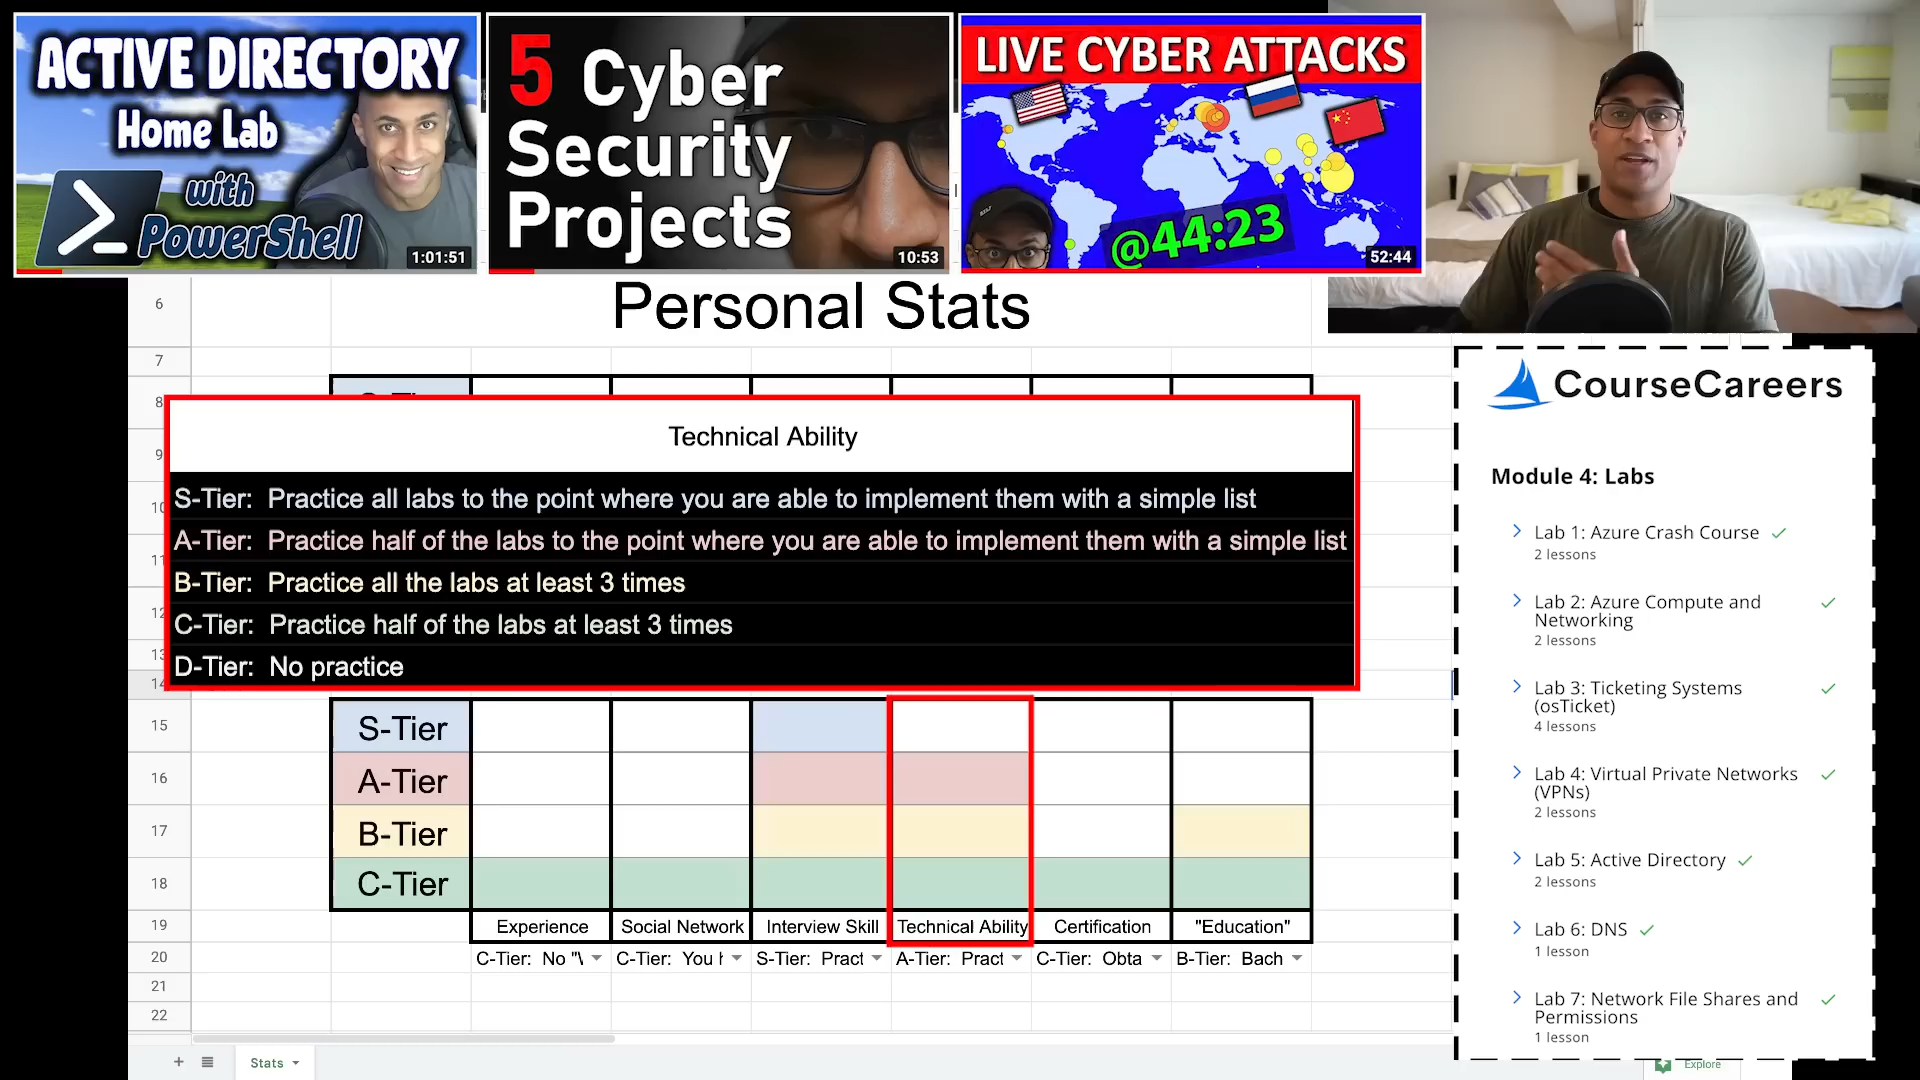 ACTIVE DIRECTORY
Home Lab
with
PowerShell
1:01:51
5 Cyber
Security
Projects
10:53
LIVE CYBER ATTACKS
@44:23
52:44
6
Personal Stats
7
8
9
10
11
12
13
14
Technical Ability
S-Tier: Practice all labs to the point where you are able to implement them with a simple list
A-Tier: Practice half of the labs to the point where you are able to implement them with a simple list
B-Tier: Practice all the labs at least 3 times
C-Tier: Practice half of the labs at least 3 times
D-Tier: No practice
15
S-Tier
16
A-Tier
17
B-Tier
18
C-Tier
19
Experience
Social Network
Interview Skill
Technical Ability
Certification
"Education"
20
C-Tier: No
C-Tier: You
S-Tier: Pract
A-Tier: Pract
C-Tier: Obta
B-Tier: Bach
21
22
+
Stats
CourseCareers
Module 4: Labs
Lab 1: Azure Crash Course
2 lessons
Lab 2: Azure Compute and
Networking
2 lessons
Lab 3: Ticketing Systems
(osTicket)
4 lessons
Lab 4: Virtual Private Networks
(VPNs)
2 lessons
Lab 5: Active Directory
2 lessons
Lab 6: DNS
1 lesson
Lab 7: Network File Shares and
Permissions
1 lesson
Explore